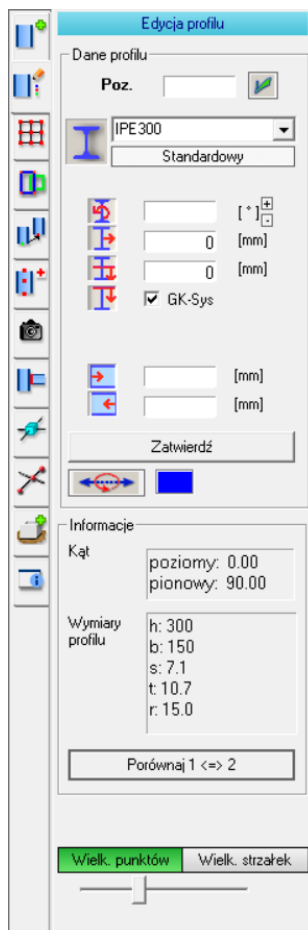 Edycja profilu
Dane profilu
Poz.
IPE300
Standardowy
[ ° ] + -
0 [mm]
0 [mm]
GK-Sys
[mm]
[mm]
Zatwierdź
Informacje
Kąt
poziomy: 0.00
pionowy: 90.00
Wymiary
profilu
h: 300
b: 150
s: 7.1
t: 10.7
r: 15.0
Porównaj 1 <=> 2
Wielk. punktów Wielk. strzałek